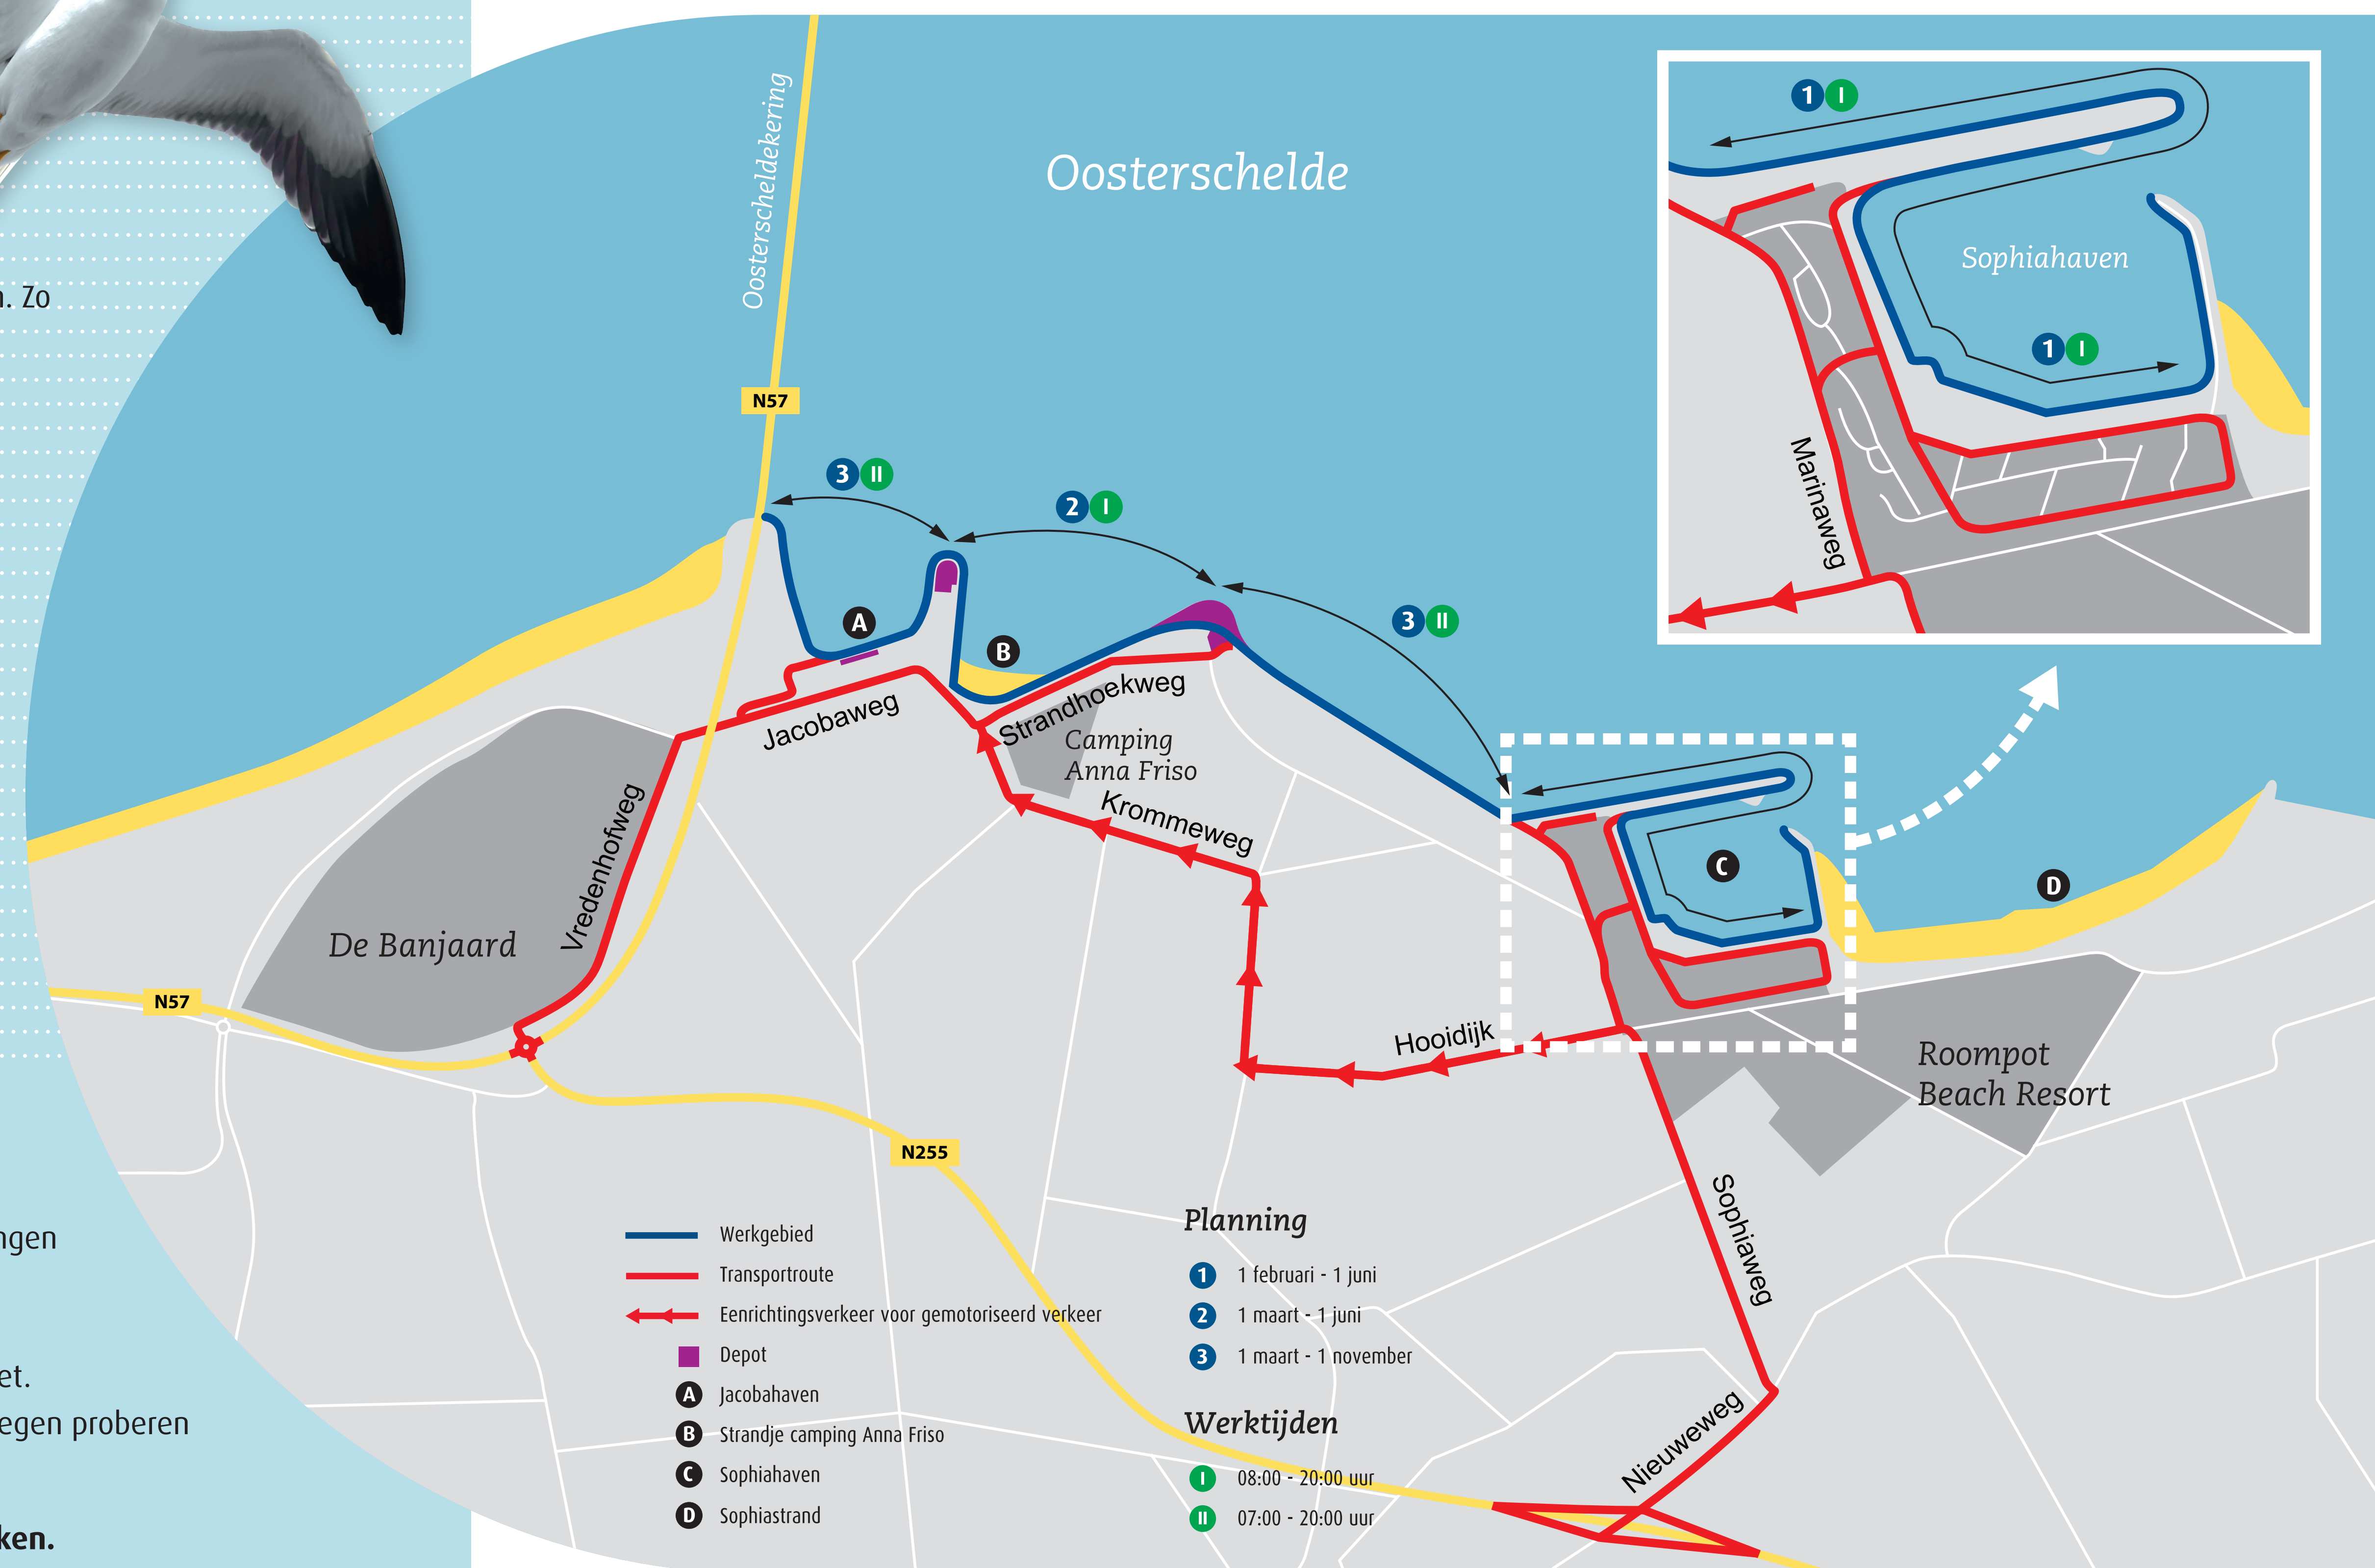 n. Zo
ngen
et.
egen proberen
ken.
Oosterscheldekering
Oosterschelde
N57
3 II
2 I
3 II
A
B
Jacobaweg
Strandhoekweg
Camping
Anna Friso
Krommeweg
Vredenhofweg
De Banjaard
N57
N255
C
D
Hooidijk
Roompot
Beach Resort
Sophiaweg
Nieuweweg
1 I
Sophiahaven
1 I
Marinaweg
Werkgebied
Transportroute
Eenrichtingsverkeer voor gemotoriseerd verkeer
Depot
A Jacobahaven
B Strandje camping Anna Friso
C Sophiahaven
D Sophiastrand
Planning
1 1 februari - 1 juni
2 1 maart - 1 juni
3 1 maart - 1 november
Werktijden
I 08:00 - 20:00 uur
II 07:00 - 20:00 uur